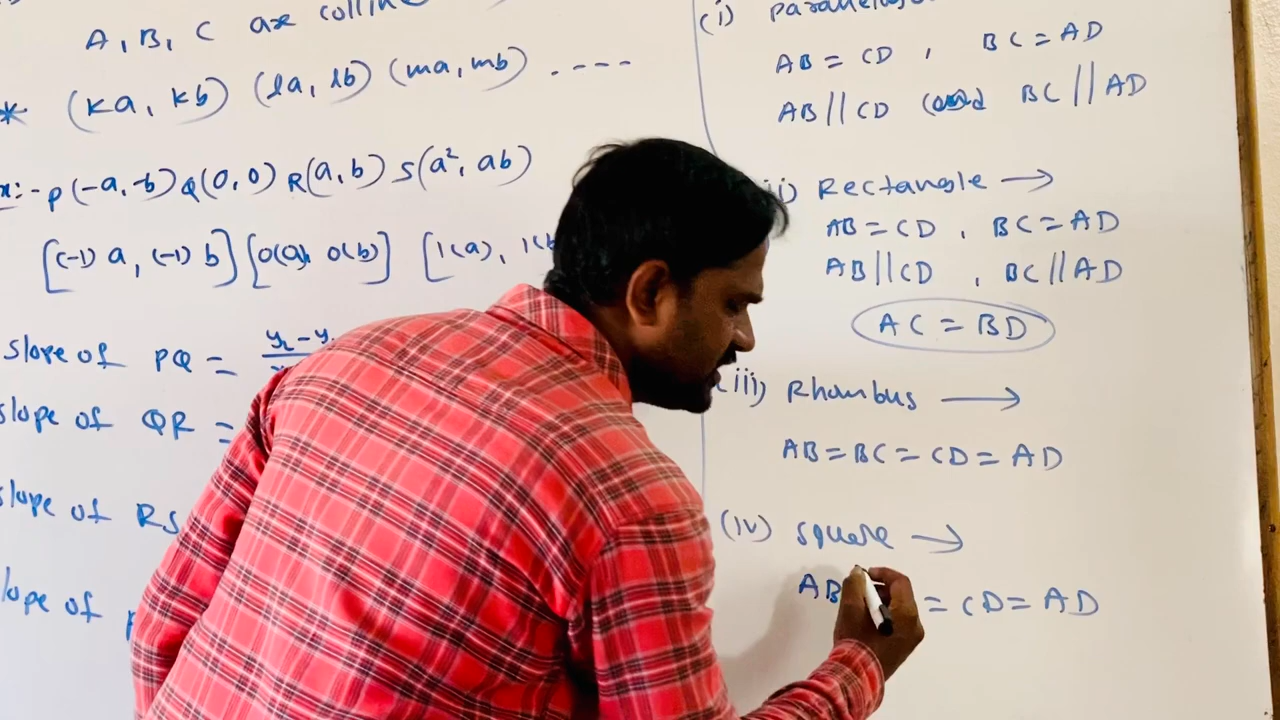 A, B, C are
* (ka, kb) (la, lb) (ma, mb) ----
:- P(-a, -b) Q(0, 0) R(a, b) S(a², ab)
[(-1) a, (-1) b] [0(a), 0(b)] [1(a), 1(b
slope of PQ =
slope of QR =
slope of RS
slope of
(i)
AB = CD , BC = AD
AB // CD and BC // AD
ii) Rectangle →
AB = CD , BC = AD
AB // CD , BC // AD
AC = BD
iii) Rhombus →
AB = BC = CD = AD
(iv) square →
AB = CD = AD